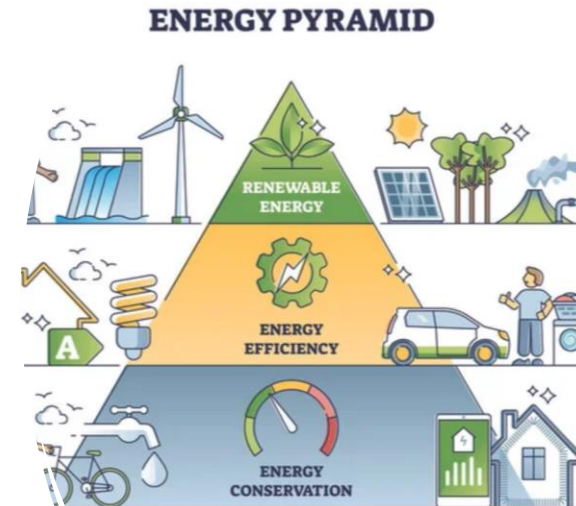 ENERGY PYRAMID
RENEWABLE
ENERGY
ENERGY
EFFICIENCY
A
ENERGY
CONSERVATION